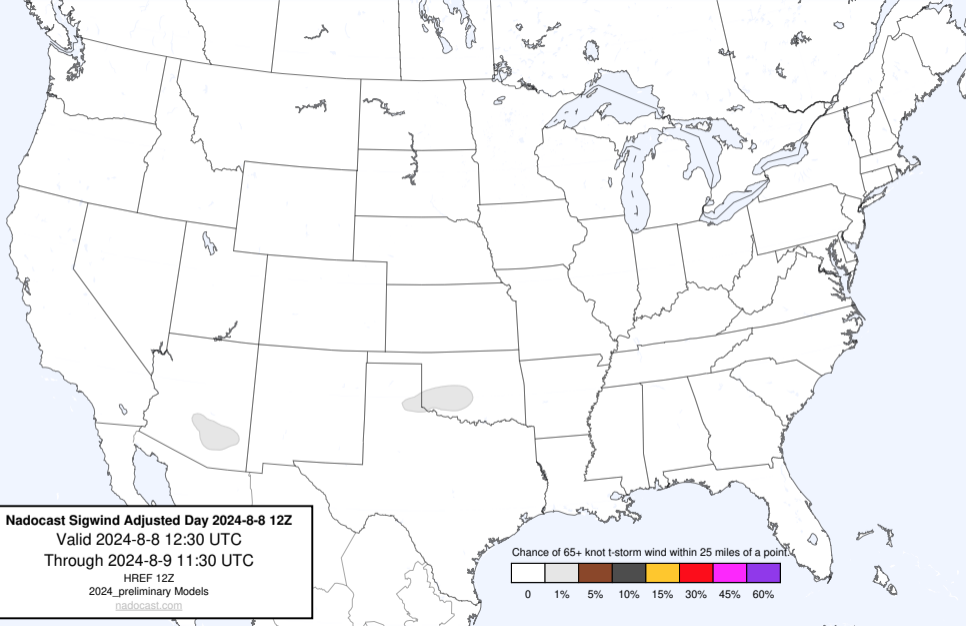 Nadocast Sigwind Adjusted Day 2024-8-8 12Z
Valid 2024-8-8 12:30 UTC
Through 2024-8-9 11:30 UTC
HREF 12Z
2024_preliminary Models
nadocast.com
Chance of 65+ knot t-storm wind within 25 miles of a point.
0 1% 5% 10% 15% 30% 45% 60%